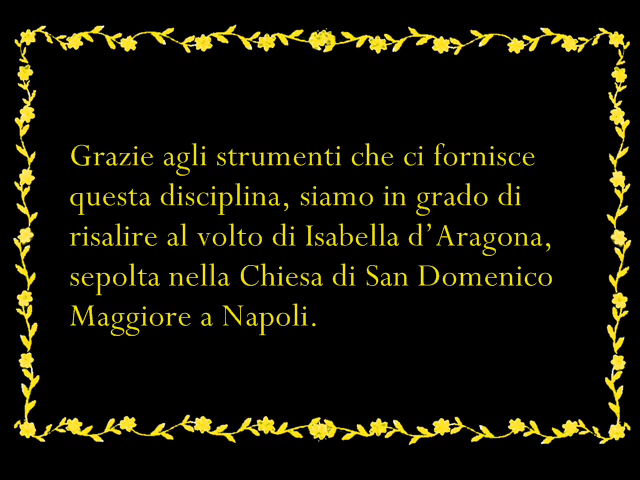 Grazie agli strumenti che ci fornisce
questa disciplina, siamo in grado di
risalire al volto di Isabella d’Aragona,
sepolta nella Chiesa di San Domenico
Maggiore a Napoli.